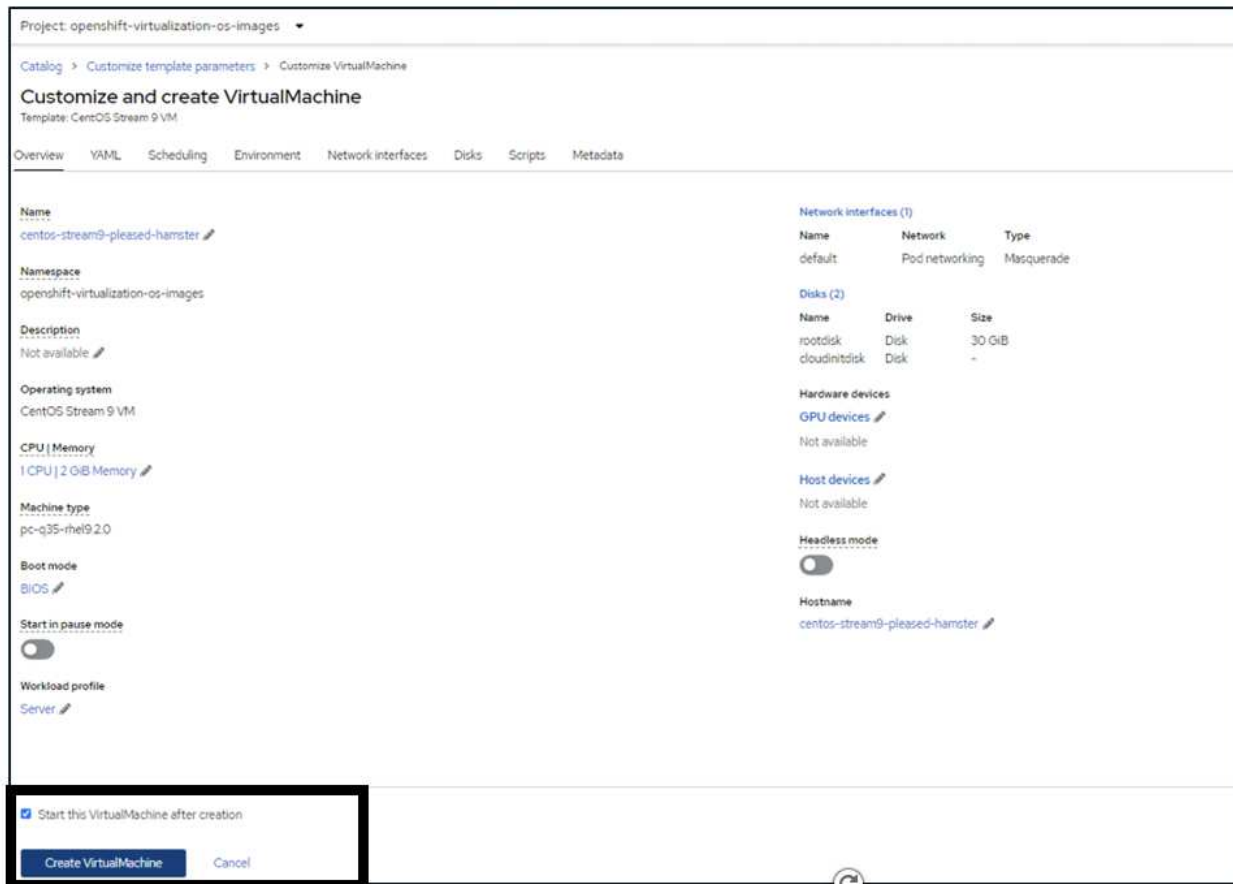 Project: openshift-virtualization-os-images
Catalog > Customize template parameters > Customize VirtualMachine
Customize and create VirtualMachine
Template: CentOS Stream 9 VM
Overview YAML Scheduling Environment Network interfaces Disks Scripts Metadata
Name
centos-stream9-pleased-hamster
Namespace
openshift-virtualization-os-images
Description
Not available
Operating system
CentOS Stream 9 VM
CPU | Memory
1 CPU | 2 GiB Memory
Machine type
pc-q35-rhel9.2.0
Boot mode
BIOS
Start in pause mode
Workload profile
Server
Network interfaces (1)
Name Network Type
default Pod networking Masquerade
Disks (2)
Name Drive Size
rootdisk Disk 30 GiB
cloudinitdisk Disk -
Hardware devices
GPU devices
Not available
Host devices
Not available
Headless mode
Hostname
centos-stream9-pleased-hamster
Start this VirtualMachine after creation
Create VirtualMachine Cancel